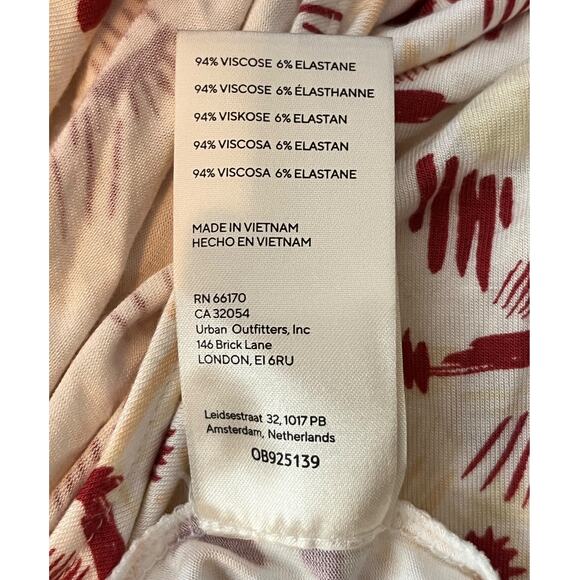 94% VISCOSE 6% ELASTANE
94% VISCOSE 6% ÉLASTHANNE
94% VISKOSE 6% ELASTAN
94% VISCOSA 6% ELASTAN
94% VISCOSA 6% ELASTANE
MADE IN VIETNAM
HECHO EN VIETNAM
RN 66170
CA 32054
Urban Outfitters, Inc
146 Brick Lane
LONDON, E1 6RU
Leidsestraat 32, 1017 PB
Amsterdam, Netherlands
OB925139